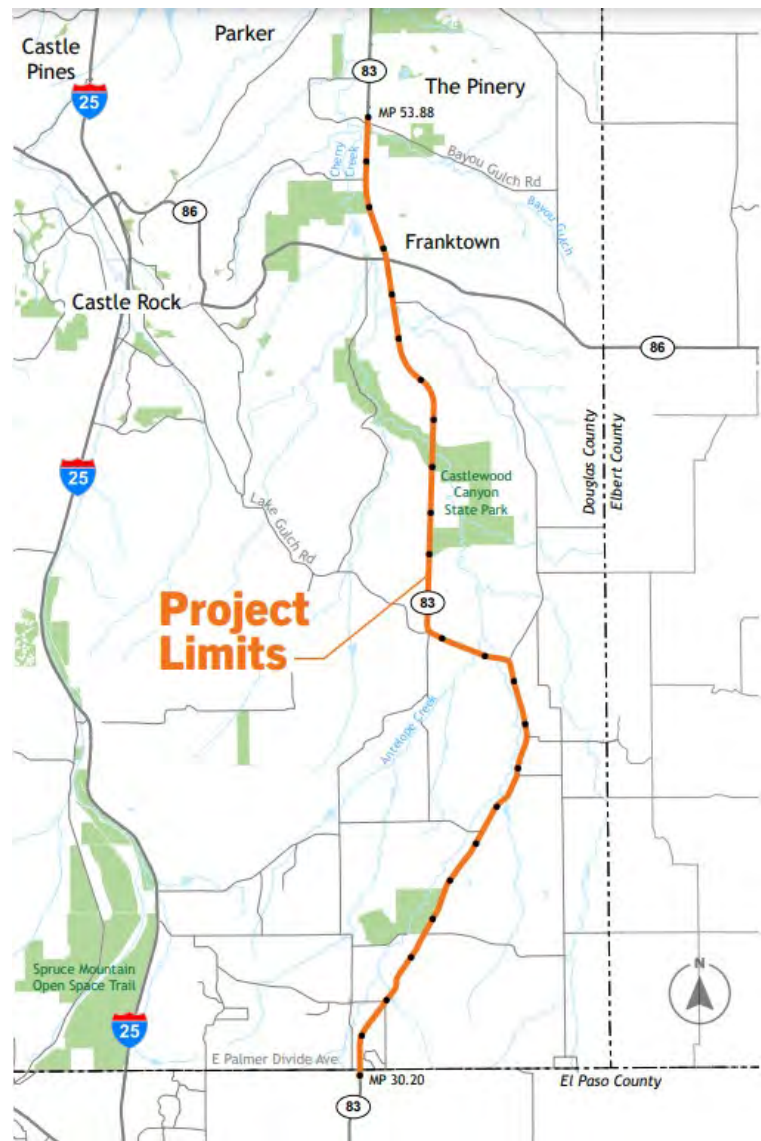 Castle
Pines
Parker
83
The Pinery
25
MP 53.88
Cherry
Creek
Bayou Gulch Rd
86
Bayou Gulch
Franktown
Castle Rock
86
Douglas County
Elbert County
25
Castlewood
Canyon
State Park
Lake Gulch Rd
Project
Limits
83
Antelope Creek
Spruce Mountain
Open Space Trail
N
25
E Palmer Divide Ave
MP 30.20
El Paso County
83